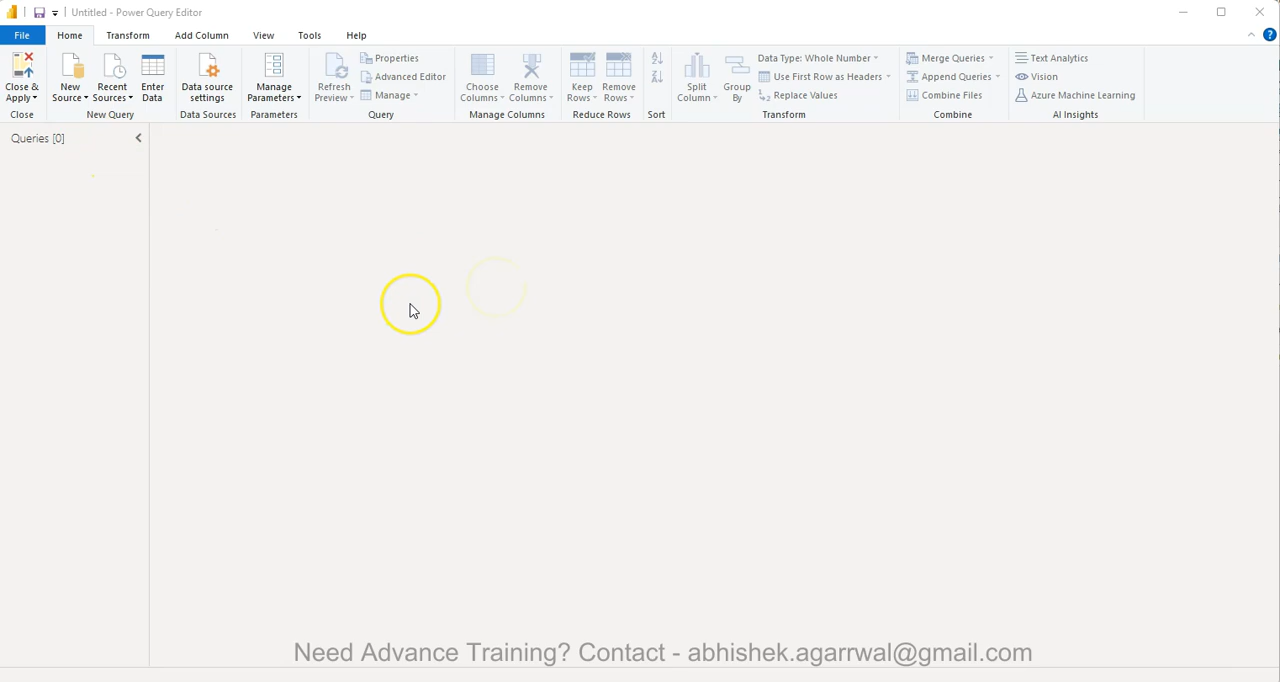 Untitled - Power Query Editor
File Home Transform Add Column View Tools Help
Close & Apply
New Source
Recent Sources
Enter Data
Data source settings
Manage Parameters
Refresh Preview
Properties
Advanced Editor
Manage
Choose Columns
Remove Columns
Keep Rows
Remove Rows
Split Column
Group By
Data Type: Whole Number
Use First Row as Headers
Replace Values
Merge Queries
Append Queries
Combine Files
Text Analytics
Vision
Azure Machine Learning
Close New Query Data Sources Parameters Query Manage Columns Reduce Rows Sort Transform Combine AI Insights
Queries [0]
Need Advance Training? Contact - abhishek.agarrwal@gmail.com